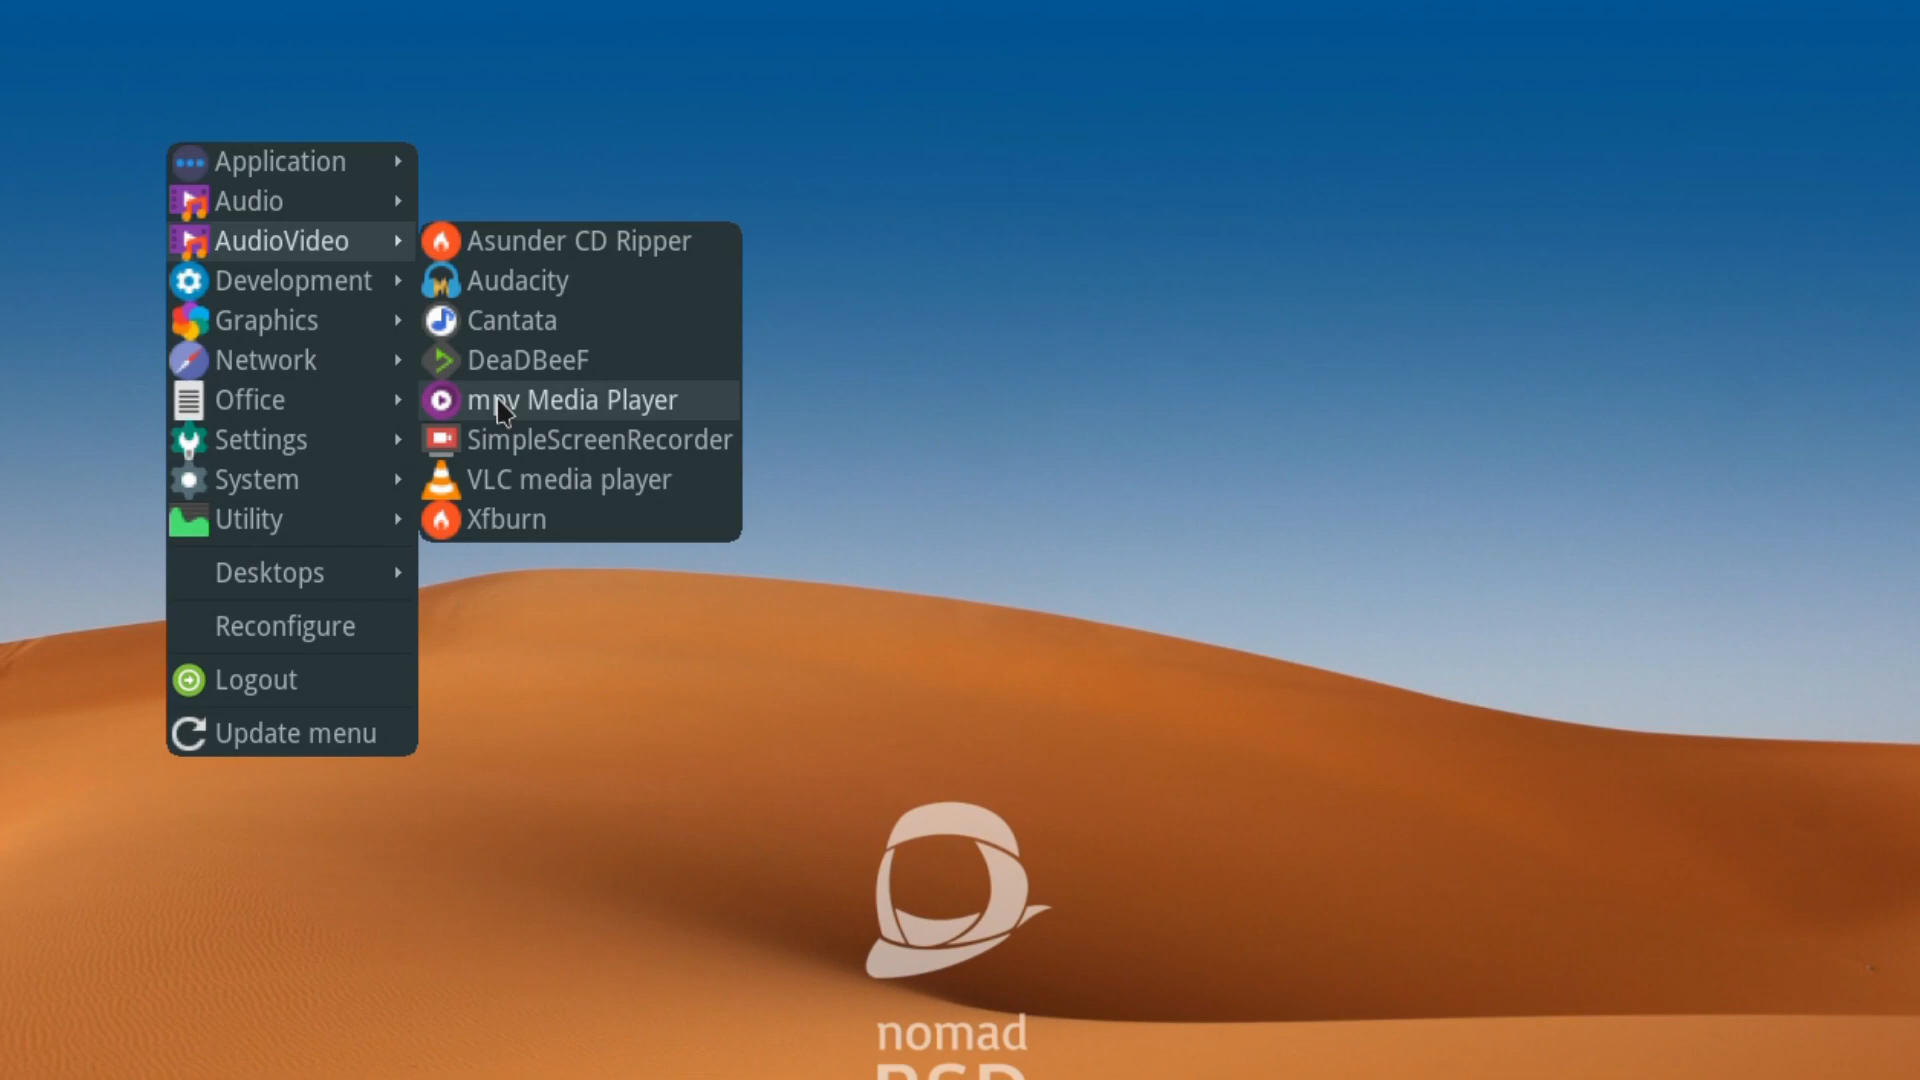 Application
Audio
AudioVideo
Development
Graphics
Network
Office
Settings
System
Utility
Desktops
Reconfigure
Logout
Update menu
Asunder CD Ripper
Audacity
Cantata
DeaDBeeF
mpv Media Player
SimpleScreenRecorder
VLC media player
Xfburn
nomad
BSD